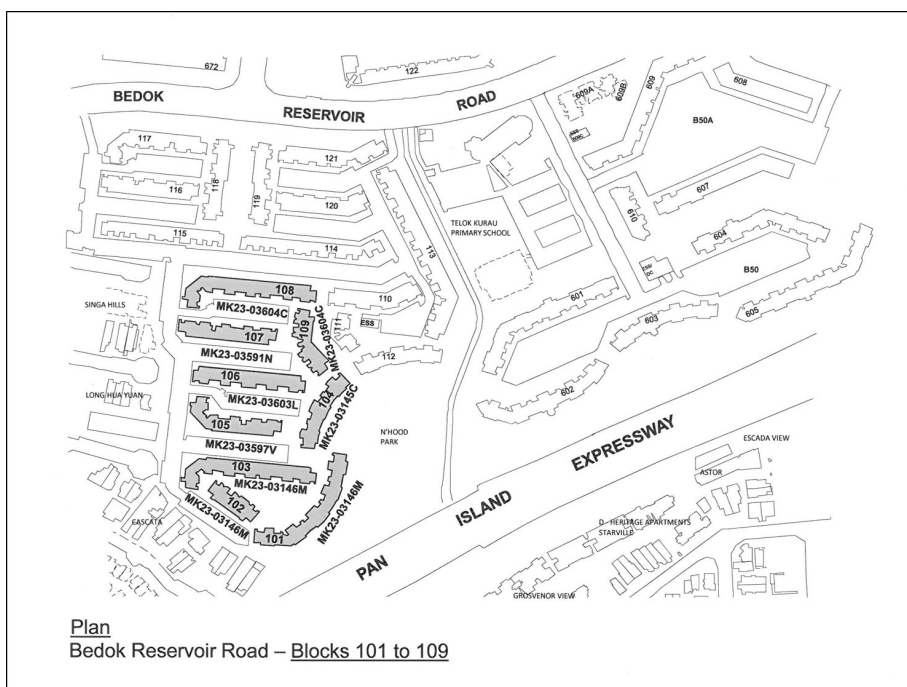 672
122
BEDOK
RESERVOIR
ROAD
609A
609B
609
608
B50A
117
118
121
116
119
120
607
610
TELOK KURAU
PRIMARY SCHOOL
115
114
113
604
B50
SINGA HILLS
108
110
601
MK23-03604C
109
MK23-03604C
111
ESS
605
603
107
MK23-03591N
112
106
LONG HUA YUAN
MK23-03603L
104
MK23-03145C
602
105
N'HOOD
PARK
MK23-03597V
EXPRESSWAY
ESCADA VIEW
103
MK23-03146M
ASTOR
102
MK23-03146M
MK23-03146M
CASCATA
101
ISLAND
D - HERITAGE APARTMENTS
STARVILLE
PAN
GROSVENOR VIEW
Plan
Bedok Reservoir Road – Blocks 101 to 109